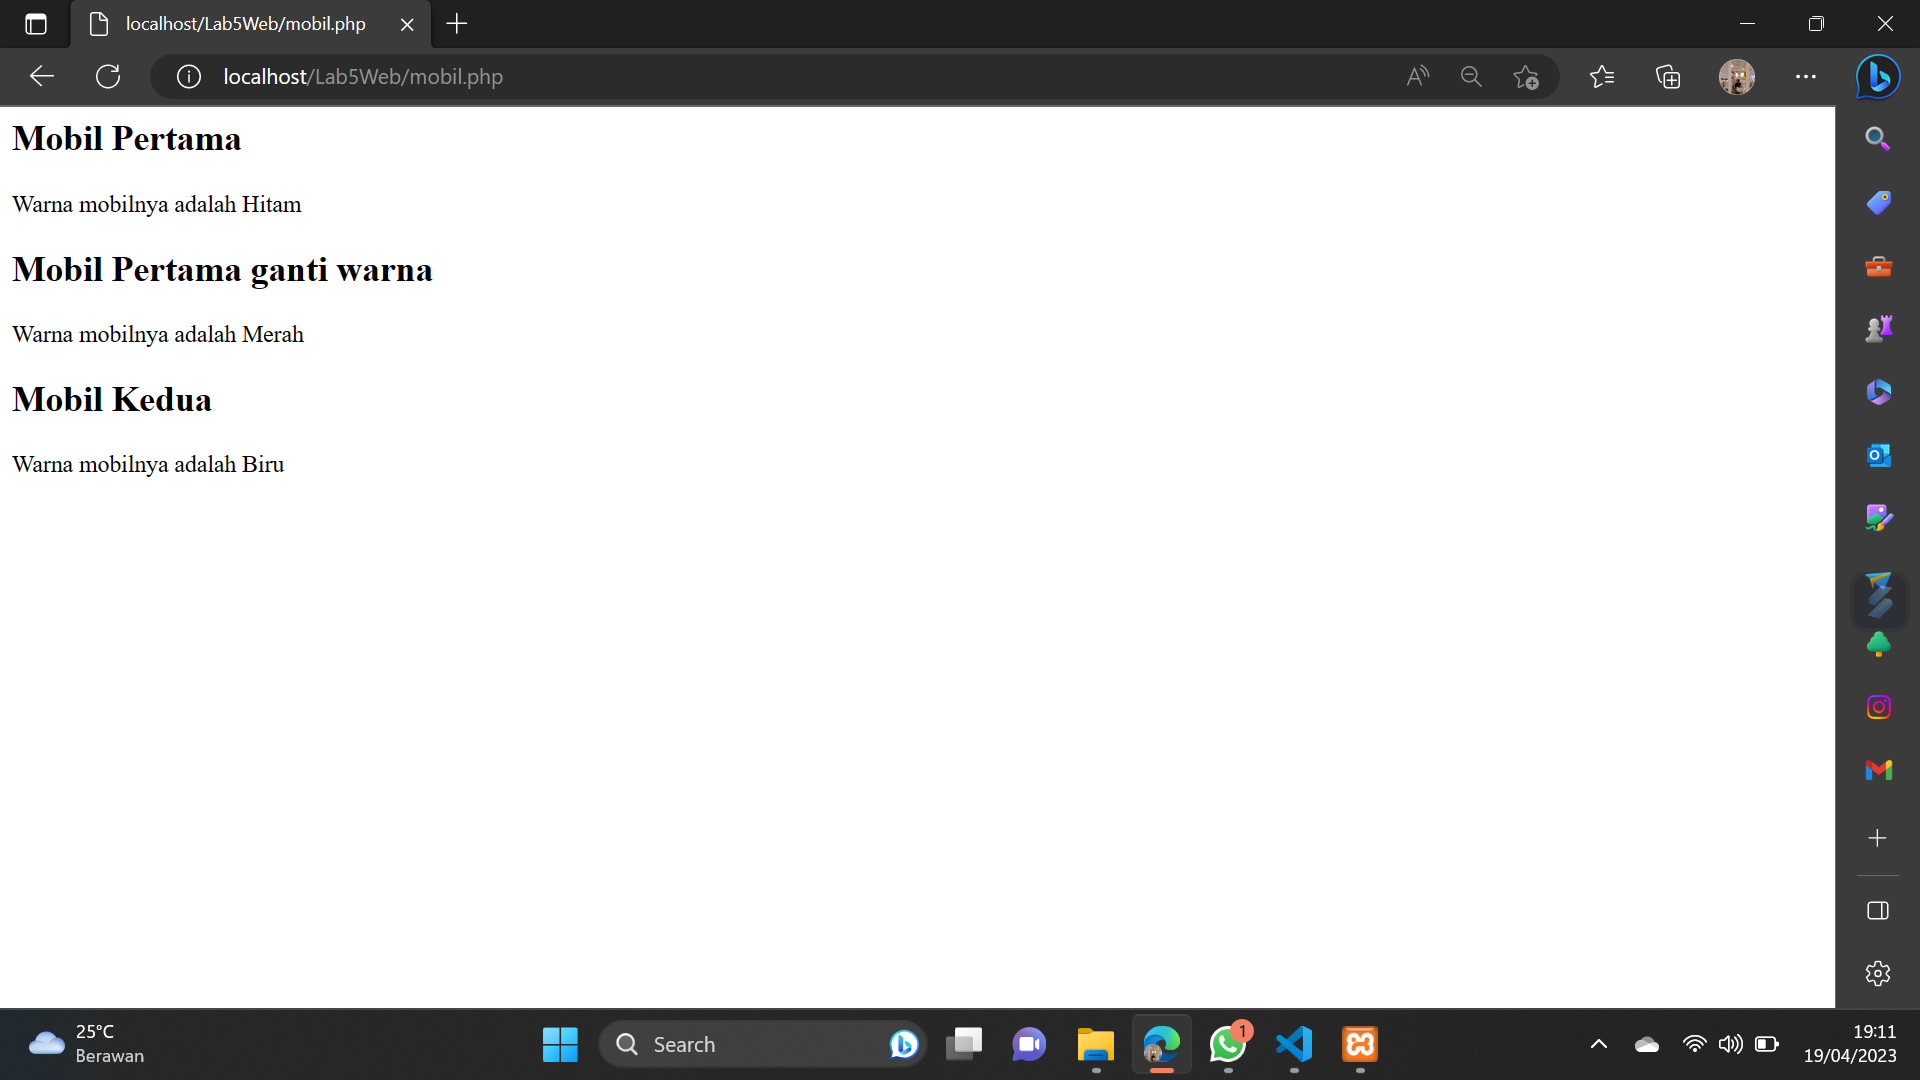 localhost/Lab5Web/mobil.php
localhost/Lab5Web/mobil.php
Mobil Pertama
Warna mobilnya adalah Hitam
Mobil Pertama ganti warna
Warna mobilnya adalah Merah
Mobil Kedua
Warna mobilnya adalah Biru
25°C
Berawan
Search
1
19:11
19/04/2023